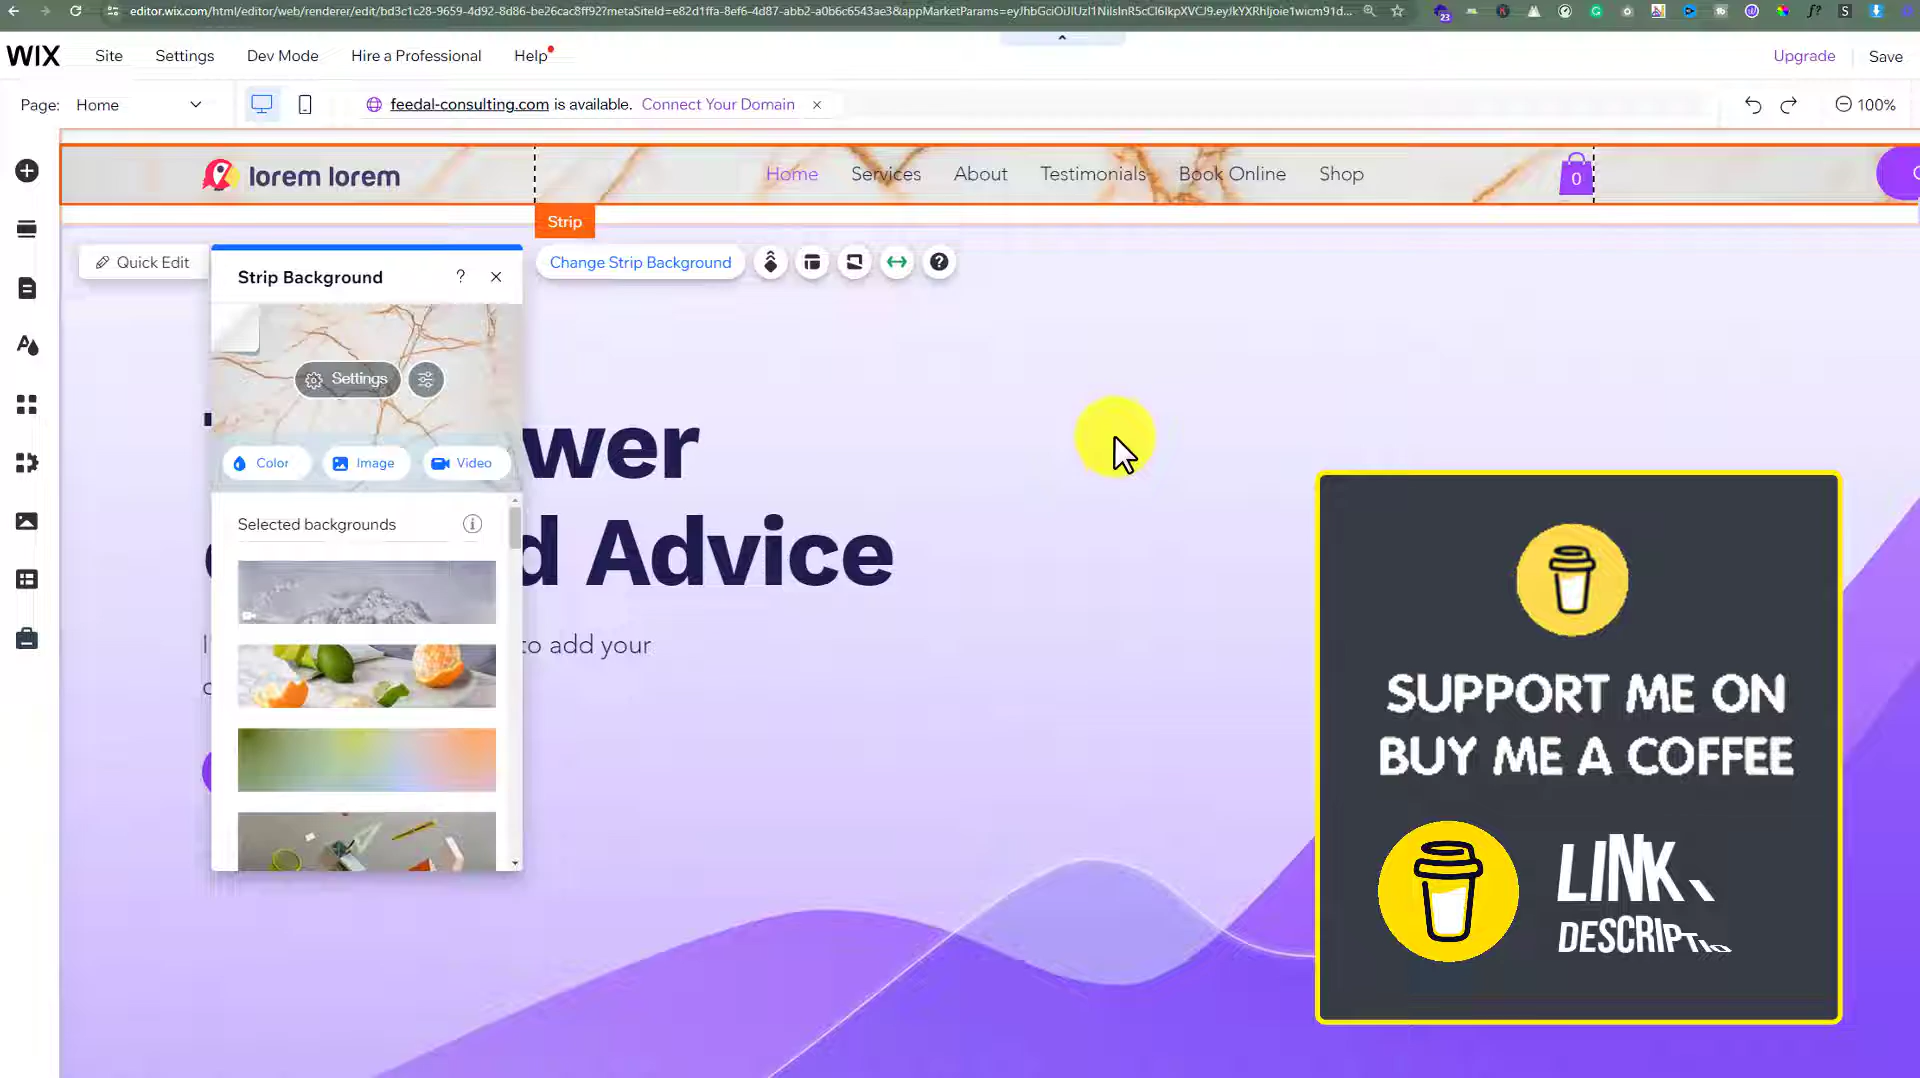 editor.wix.com/html/editor/web/renderer/edit/bd3c1c28-9659-4d92-8d86-be26cac8ff92?metaSiteId=e82d1ffa-8ef6-4d87-abb2-a0b6c6543ae3&appMarketParams=
23
WIX Site Settings Dev Mode Hire a Professional Help Upgrade Save
Page: Home feedal-consulting.com is available. Connect Your Domain 100%
lorem lorem Home Services About Testimonials Book Online Shop 0
Strip
Quick Edit Strip Background ? Change Strip Background ?
Settings
Color Image Video
wer
Selected backgrounds
d Advice
to add your
SUPPORT ME ON
BUY ME A COFFEE
LINK
DESCRIPTIO